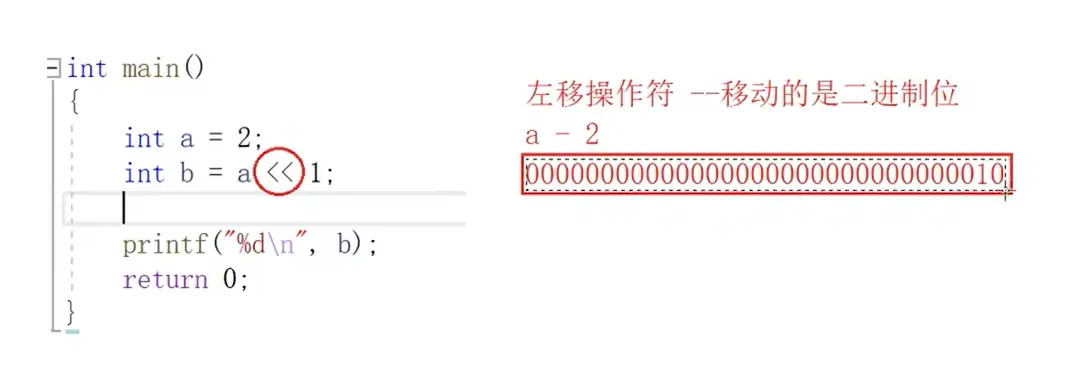 int main()
{
int a = 2;
int b = a << 1;
printf("%d\n", b);
return 0;
}
左移操作符 --移动的是二进制位
a - 2
00000000000000000000000000000010